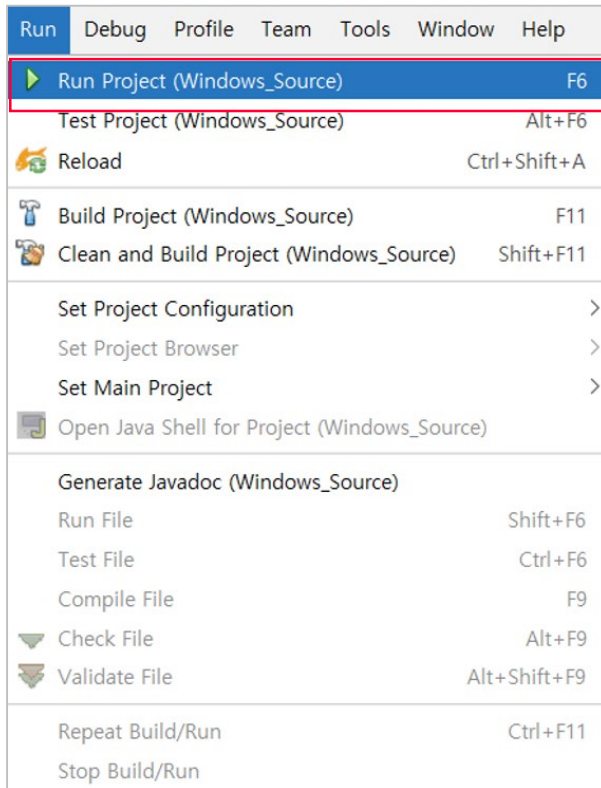 Run Debug Profile Team Tools Window Help
Run Project (Windows_Source) F6
Test Project (Windows_Source) Alt+F6
Reload Ctrl+Shift+A
Build Project (Windows_Source) F11
Clean and Build Project (Windows_Source) Shift+F11
Set Project Configuration
Set Project Browser
Set Main Project
Open Java Shell for Project (Windows_Source)
Generate Javadoc (Windows_Source)
Run File Shift+F6
Test File Ctrl+F6
Compile File F9
Check File Alt+F9
Validate File Alt+Shift+F9
Repeat Build/Run Ctrl+F11
Stop Build/Run